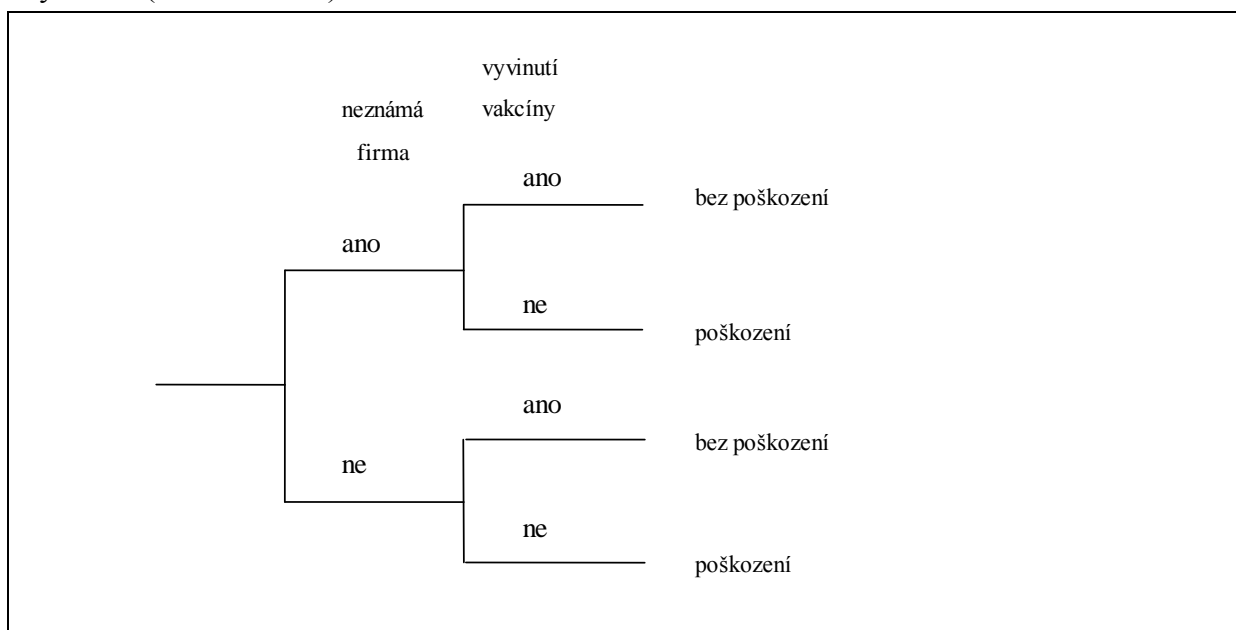 vyvinutí
neznámá vakcíny
firma
ano
bez poškození
ano
ne
poškození
ano
bez poškození
ne
ne
poškození